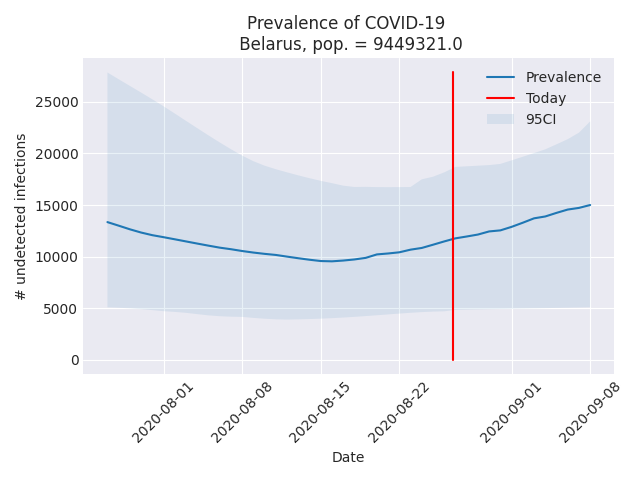 Prevalence of COVID-19
Belarus, pop. = 9449321.0
Prevalence
Today
95CI
# undetected infections
25000
20000
15000
10000
5000
0
2020-08-01
2020-08-08
2020-08-15
2020-08-22
2020-09-01
2020-09-08
Date